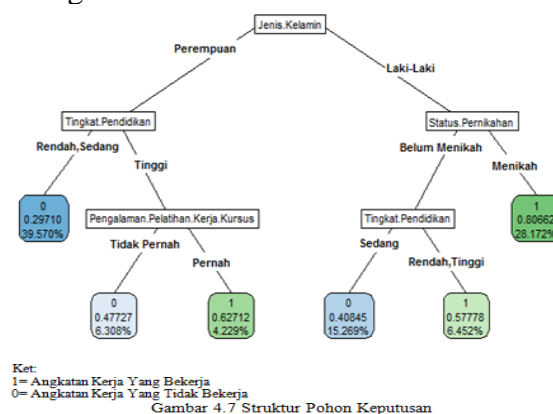 Jenis.Kelamin
Perempuan
Laki-Laki
Tingkat.Pendidikan
Status.Pernikahan
Rendah,Sedang
Tinggi
Belum Menikah
Menikah
0
0.29710
39.570%
Pengalaman.Pelatihan.Kerja.Kursus
Tingkat.Pendidikan
1
0.80662
28.172%
Tidak Pernah
Pernah
Sedang
Rendah,Tinggi
0
0.47727
6.308%
1
0.62712
4.229%
0
0.40845
15.269%
1
0.57778
6.452%
Ket:
1= Angkatan Kerja Yang Bekerja
0= Angkatan Kerja Yang Tidak Bekerja
Gambar 4.7 Struktur Pohon Keputusan